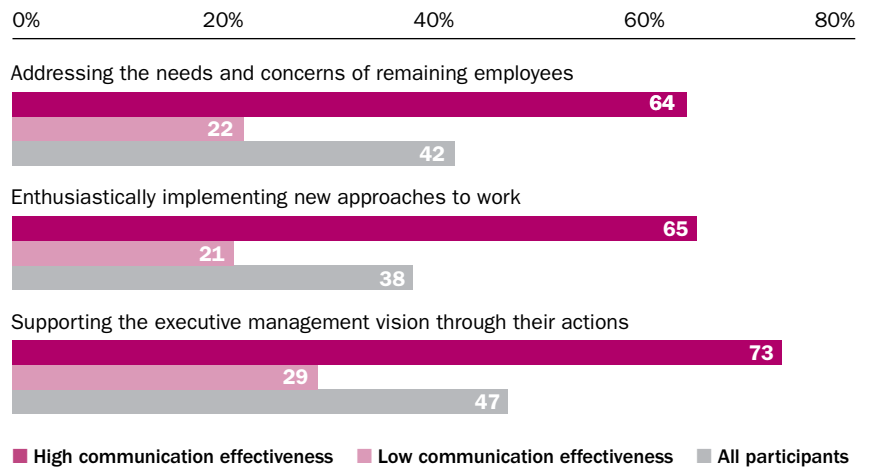 0% 20% 40% 60% 80%
Addressing the needs and concerns of remaining employees
64
22
42
Enthusiastically implementing new approaches to work
65
21
38
Supporting the executive management vision through their actions
73
29
47
High communication effectiveness Low communication effectiveness All participants